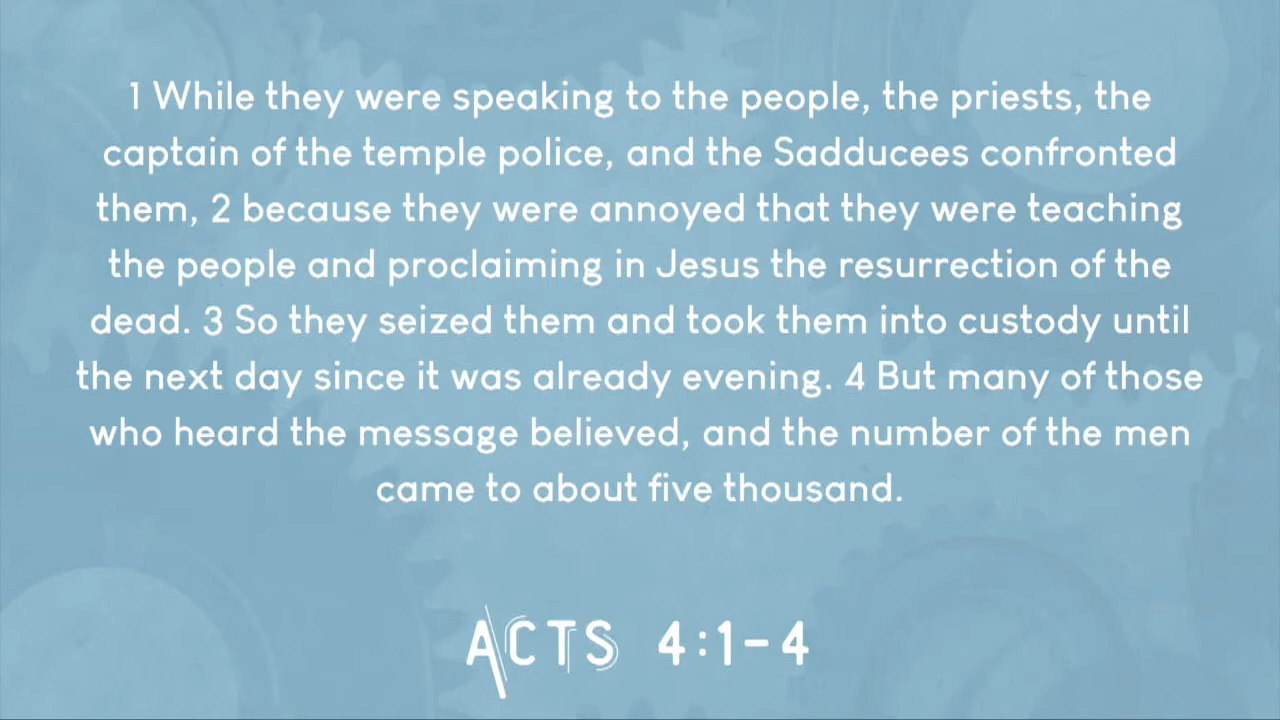 1 While they were speaking to the people, the priests, the
captain of the temple police, and the Sadducees confronted
them, 2 because they were annoyed that they were teaching
the people and proclaiming in Jesus the resurrection of the
dead. 3 So they seized them and took them into custody until
the next day since it was already evening. 4 But many of those
who heard the message believed, and the number of the men
came to about five thousand.
ACTS 4:1-4